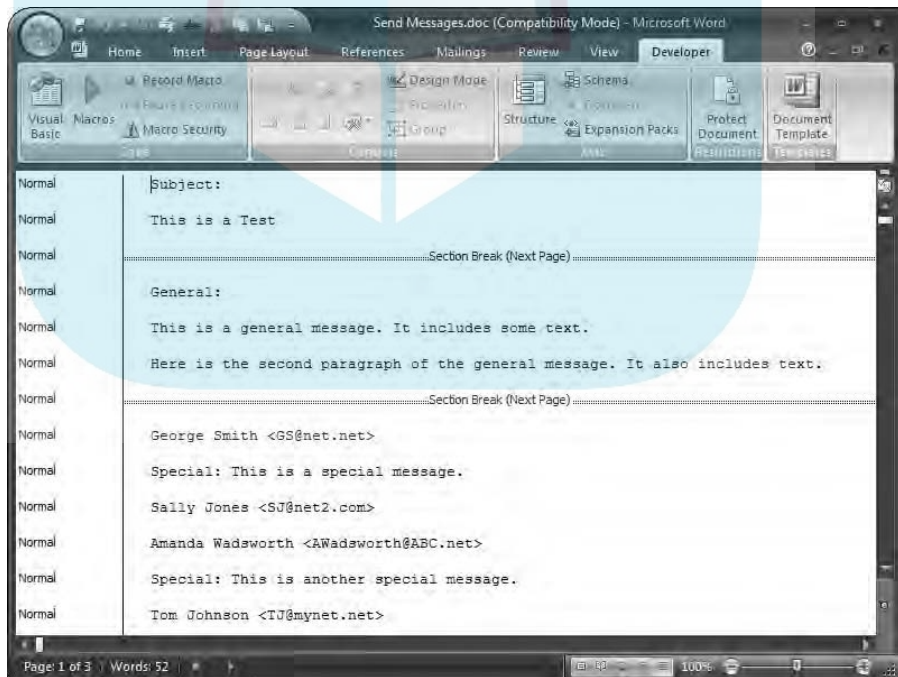 Send Messages.doc (Compatibility Mode) - Microsoft Word
Home Insert Page Layout References Mailings Review View Developer
Visual Basic
Macros
Record Macro
Macro Security
Design Mode
Group
Structure
Schema
Expansion Packs
Protect Document
Document Template
Normal Subject:
Normal This is a Test
Normal Section Break (Next Page)
Normal General:
Normal This is a general message. It includes some text.
Normal Here is the second paragraph of the general message. It also includes text.
Normal Section Break (Next Page)
Normal George Smith <GS@net.net>
Normal Special: This is a special message.
Normal Sally Jones <SJ@net2.com>
Normal Amanda Wadsworth <AWadsworth@ABC.net>
Normal Special: This is another special message.
Normal Tom Johnson <TJ@mynet.net>
Page: 1 of 3 Words: 52 100%